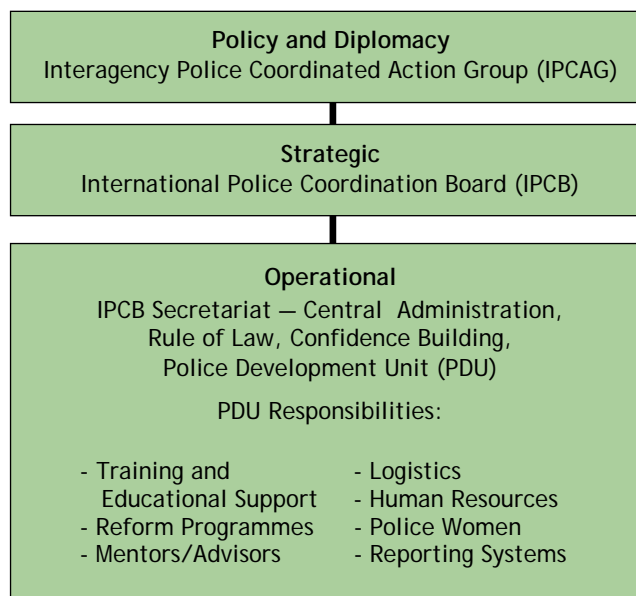 Policy and Diplomacy
Interagency Police Coordinated Action Group (IPCAG)
Strategic
International Police Coordination Board (IPCB)
Operational
IPCB Secretariat — Central Administration,
Rule of Law, Confidence Building,
Police Development Unit (PDU)
PDU Responsibilities:
- Training and
Educational Support
- Reform Programmes
- Mentors/Advisors
- Logistics
- Human Resources
- Police Women
- Reporting Systems